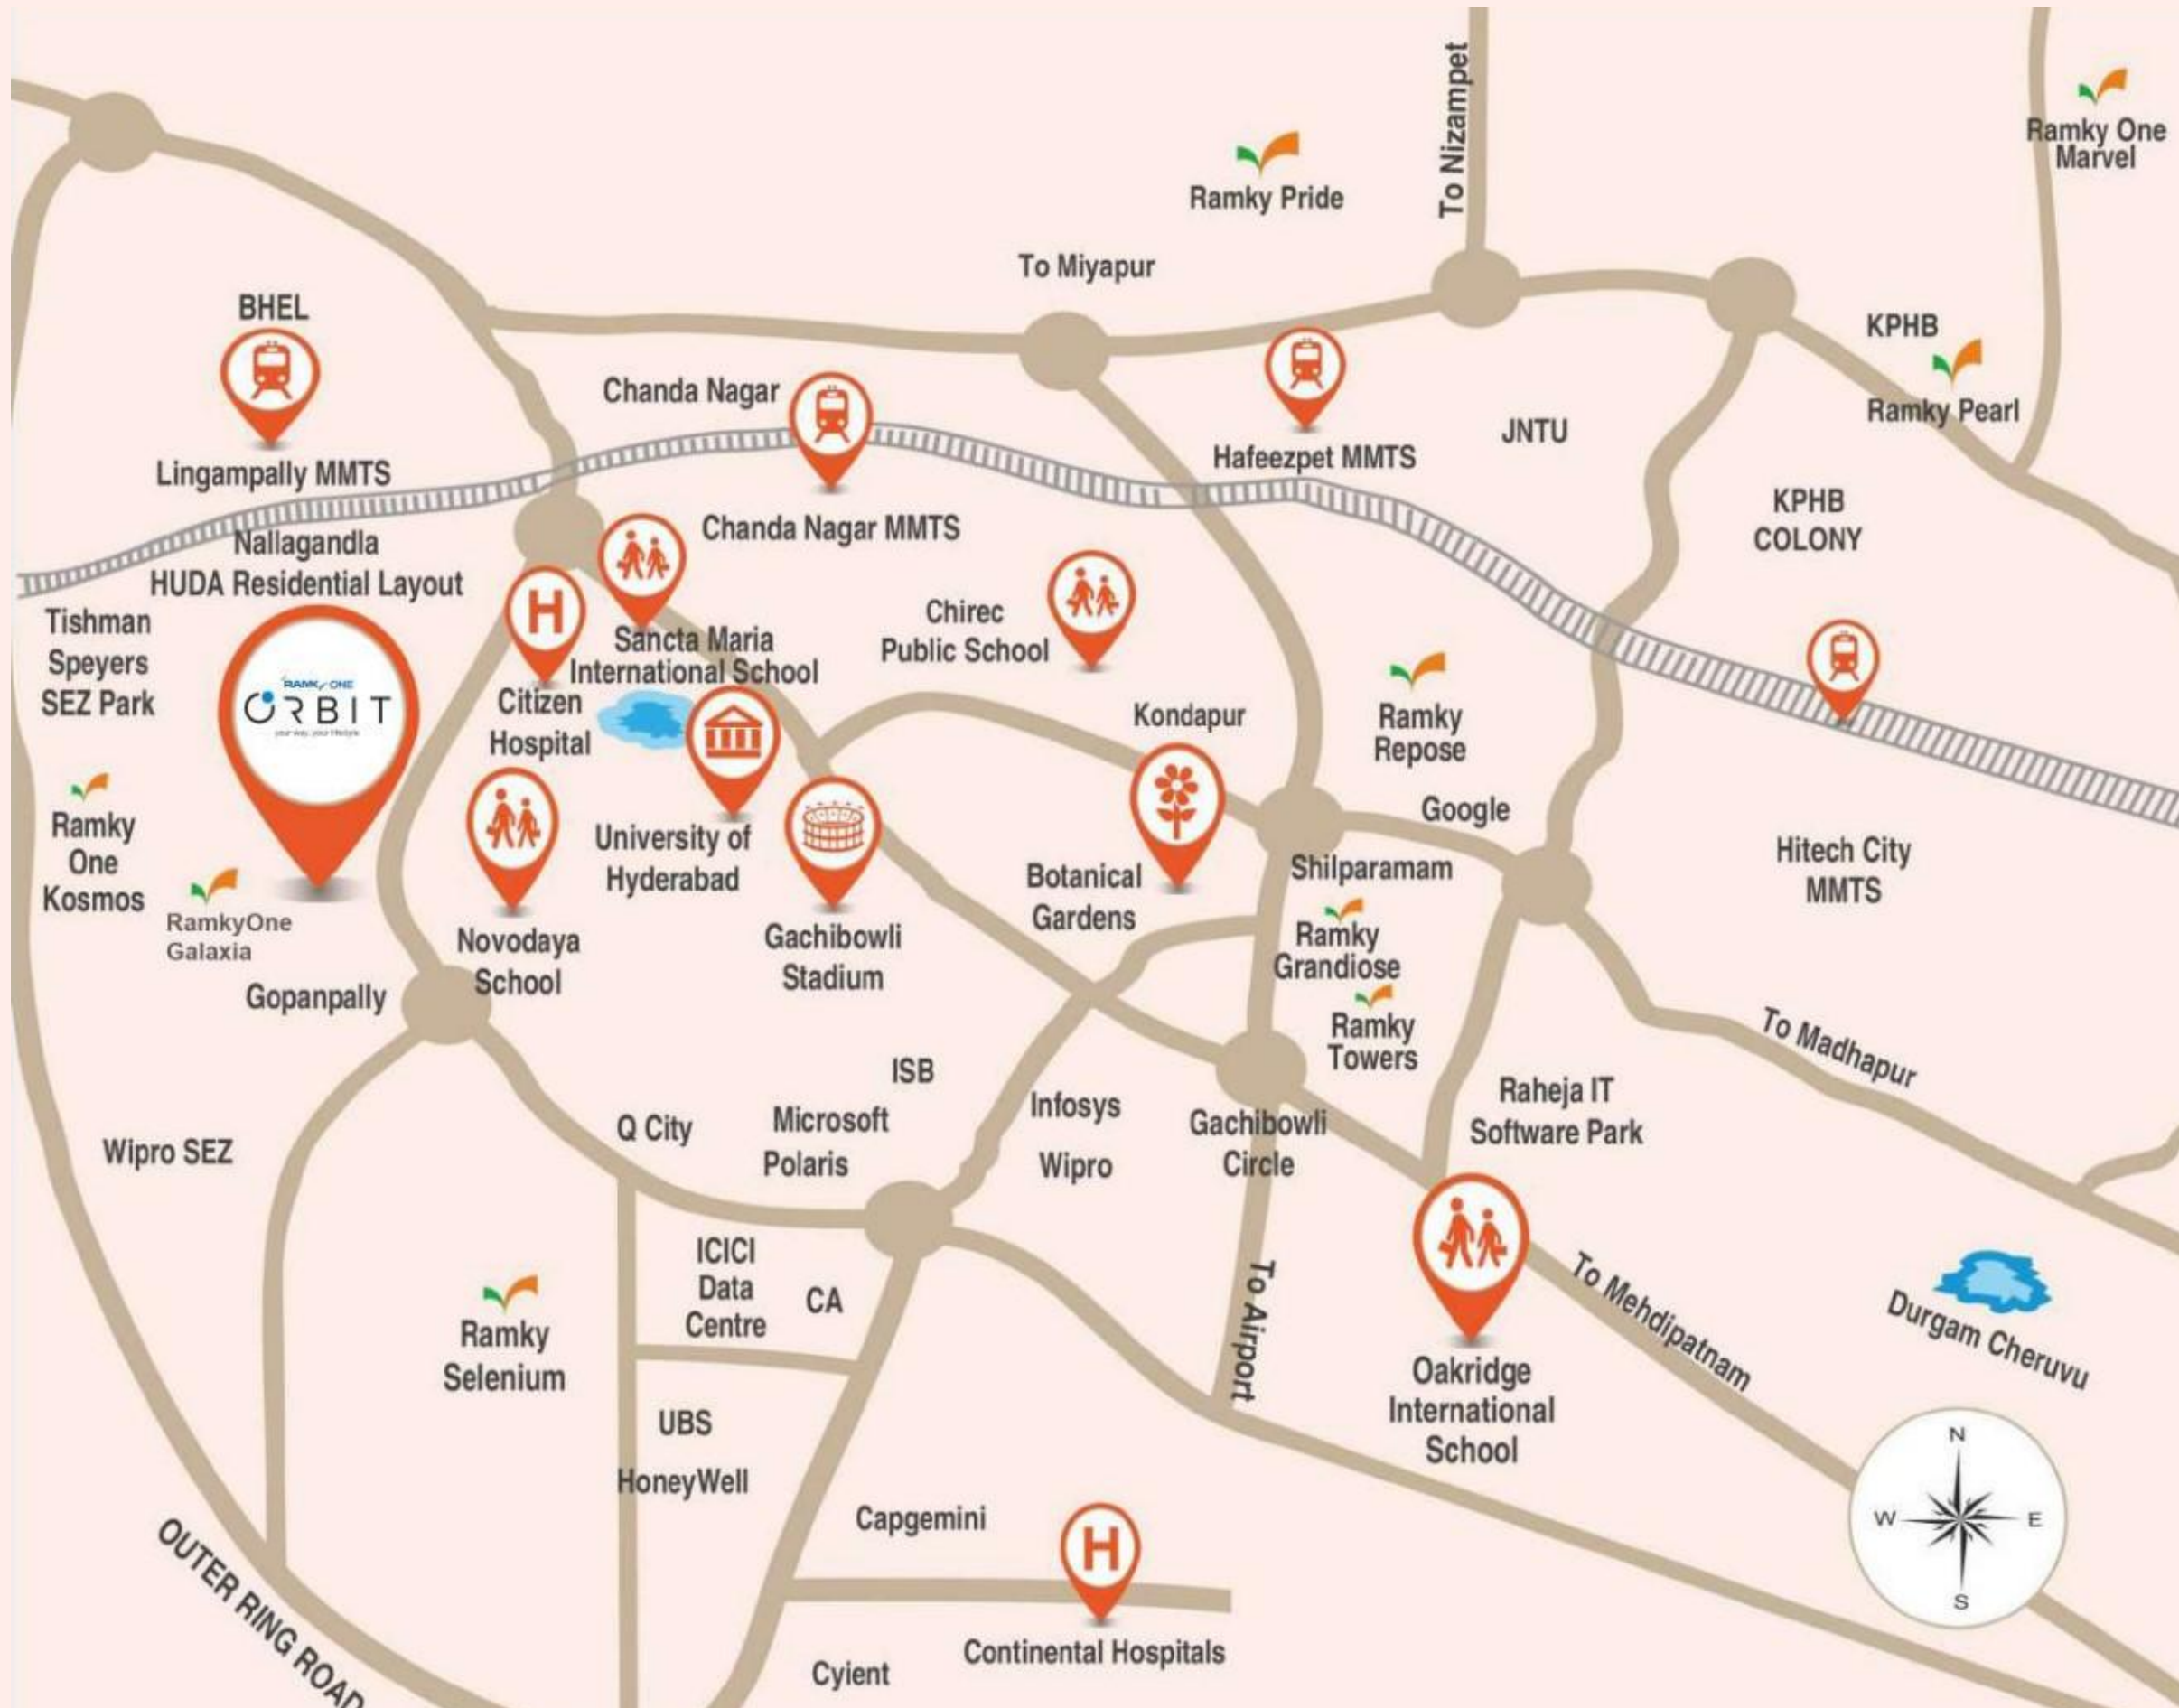 To Nizampet
Ramky One
Marvel
Ramky Pride
To Miyapur
BHEL
KPHB
Ramky Pearl
Chanda Nagar
JNTU
Hafeezpet MMTS
Lingampally MMTS
KPHB
COLONY
Chanda Nagar MMTS
Nallagandla
HUDA Residential Layout
Tishman
Speyers
SEZ Park
RAMKY ONE
ORBIT
your way, your lifestyle
H
Sancta Maria
International School
Chirec
Public School
Citizen
Hospital
Kondapur
Ramky
Repose
Google
Ramky
One
Kosmos
University of
Hyderabad
Hitech City
MMTS
Shilparamam
Botanical
Gardens
RamkyOne
Galaxia
Novodaya
School
Gachibowli
Stadium
Ramky
Grandiose
Gopanpally
Ramky
Towers
To Madhapur
ISB
Infosys
Raheja IT
Software Park
Q City
Microsoft
Polaris
Wipro
Gachibowli
Circle
Wipro SEZ
ICICI
Data
Centre
CA
To Airport
To Mehdipatnam
Durgam Cheruvu
Ramky
Selenium
Oakridge
International
School
UBS
HoneyWell
N
W
E
S
Capgemini
H
OUTER RING ROAD
Continental Hospitals
Cyient